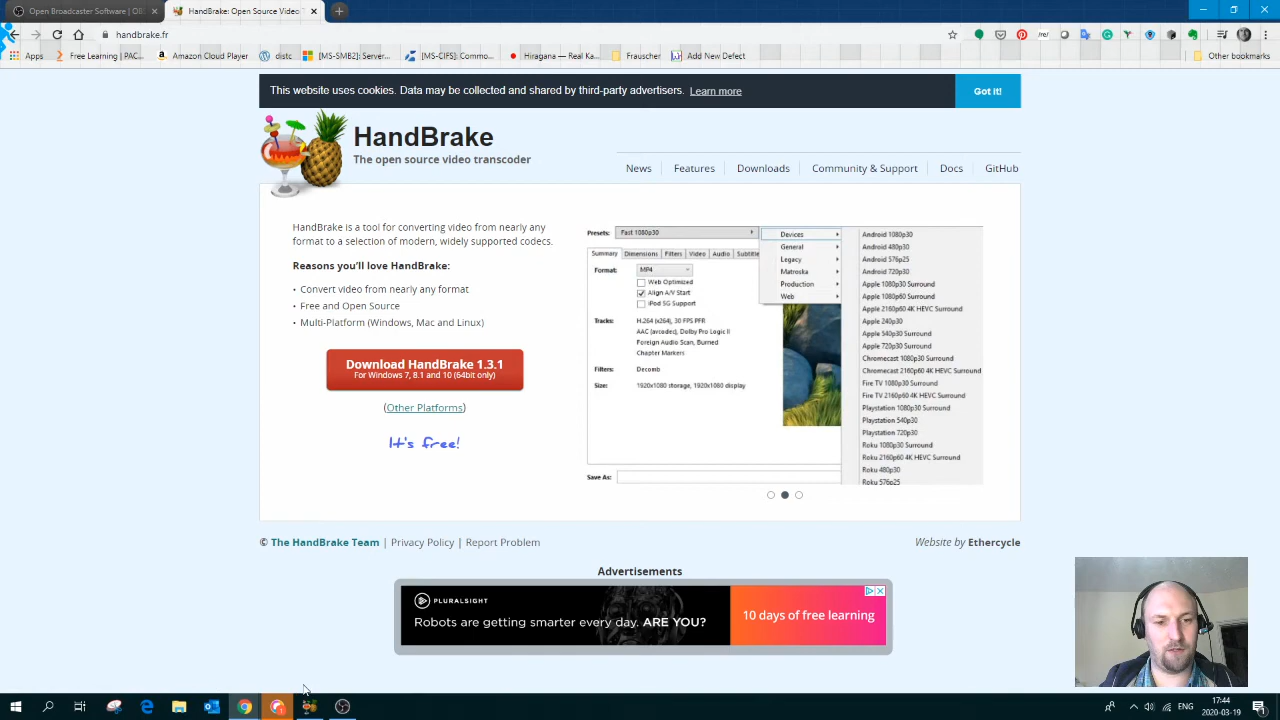 Open Broadcaster Software | OB
HandBrake: The open source vid
handbrake.fr
/re/
Apps
Free Learning | PAC...
Amazon Cloud Player
distc
[MS-SMB2]: Server...
[MS-CIFS]: Commo...
Hiragana — Real Ka...
Frauscher
Add New Defect
Other bookmarks
This website uses cookies. Data may be collected and shared by third-party advertisers. Learn more
Got it!
HandBrake
The open source video transcoder
News
Features
Downloads
Community & Support
Docs
GitHub
HandBrake is a tool for converting video from nearly any
format to a selection of modern, widely supported codecs.
Reasons you'll love HandBrake:
• Convert video from nearly any format
• Free and Open Source
• Multi-Platform (Windows, Mac and Linux)
Download HandBrake 1.3.1
For Windows 7, 8.1 and 10 (64bit only)
(Other Platforms)
It's free!
Presets: Fast 1080p30
Summary Dimensions Filters Video Audio Subtitle
Format: MP4
Web Optimized
Align A/V Start
iPod 5G Support
Tracks: H.264 (x264), 30 FPS PFR
AAC (avcodec), Dolby Pro Logic II
Foreign Audio Scan, Burned
Chapter Markers
Filters: Decomb
Size: 1920x1080 storage, 1920x1080 display
Save As:
Devices
General
Legacy
Matroska
Production
Web
Android 1080p30
Android 480p30
Android 576p25
Android 720p30
Apple 1080p30 Surround
Apple 1080p60 Surround
Apple 2160p60 4K HEVC Surround
Apple 240p30
Apple 540p30 Surround
Apple 720p30 Surround
Chromecast 1080p30 Surround
Chromecast 2160p60 4K HEVC Surround
Fire TV 1080p30 Surround
Fire TV 2160p60 4K HEVC Surround
Playstation 1080p30 Surround
Playstation 540p30
Playstation 720p30
Roku 1080p30 Surround
Roku 2160p60 4K HEVC Surround
Roku 480p30
Roku 576p25
© The HandBrake Team | Privacy Policy | Report Problem
Website by Ethercycle
Advertisements
PLURALSIGHT
Robots are getting smarter every day. ARE YOU?
10 days of free learning
ENG
17:44
2020-03-19